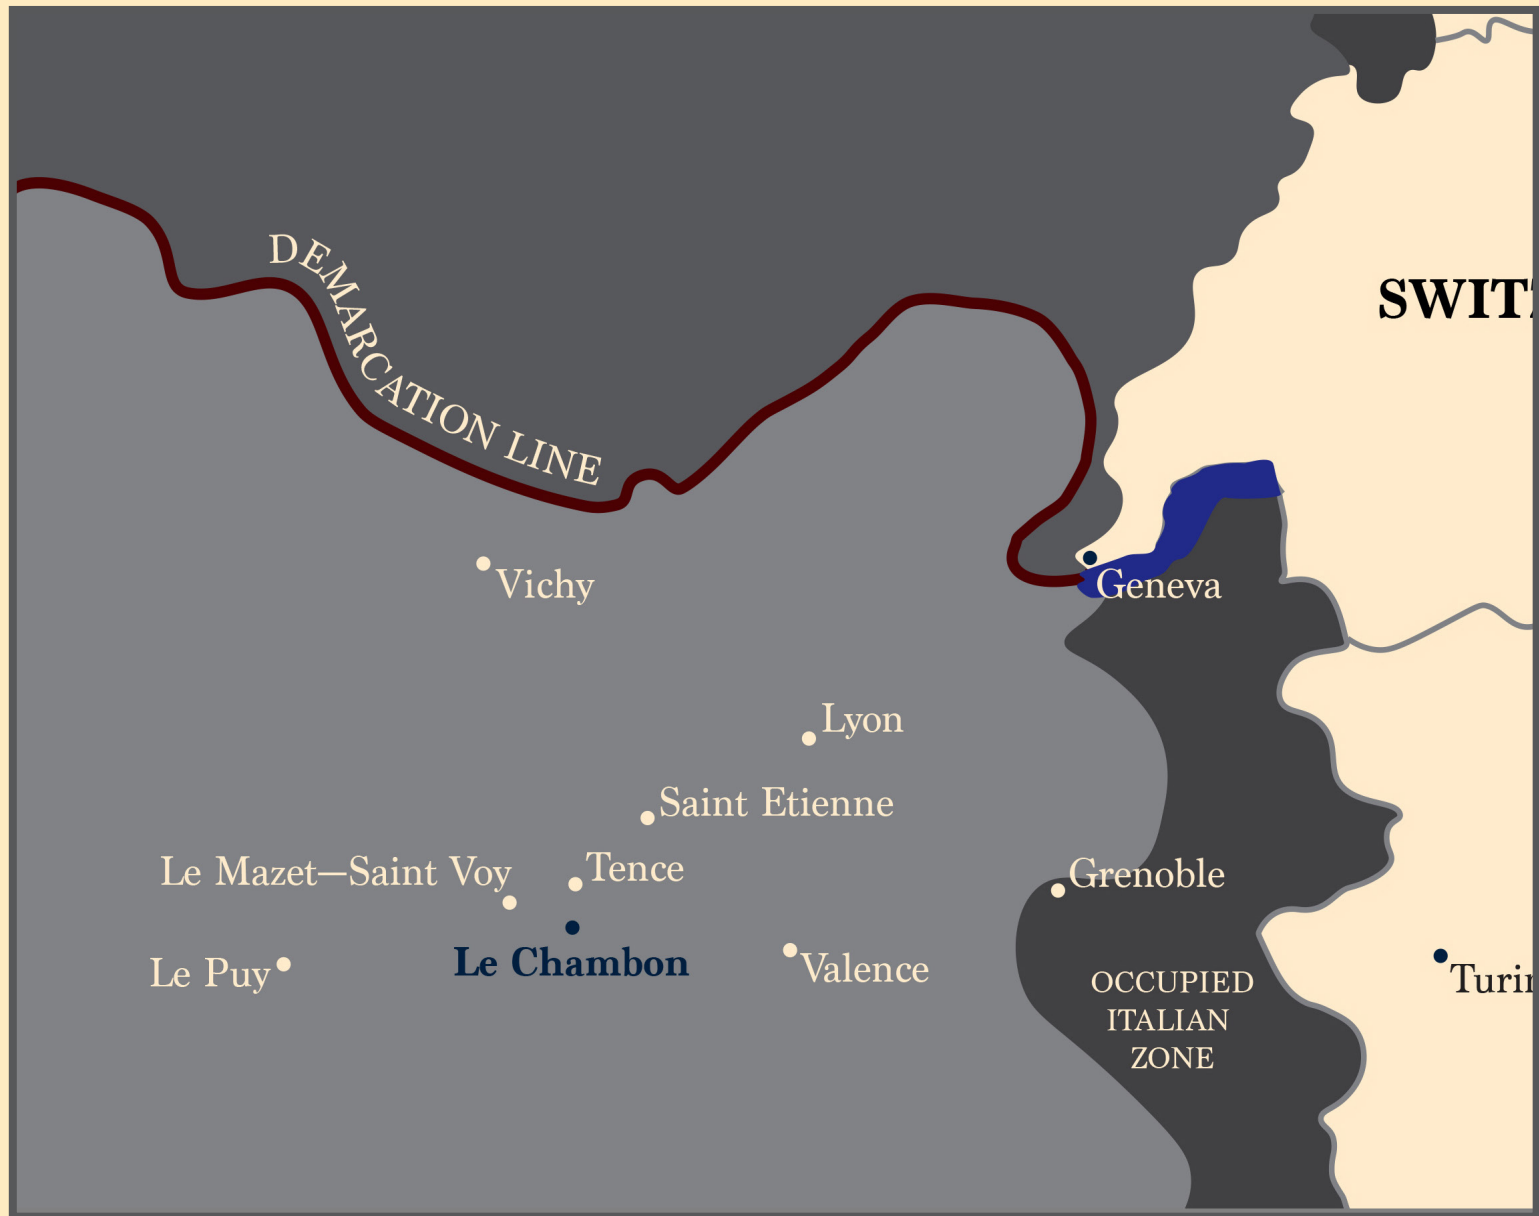 DEMARCATION LINE
SWIT
Vichy
Geneva
Lyon
Saint Etienne
Le Mazet—Saint Voy
Tence
Grenoble
Le Chambon
Le Puy
Valence
OCCUPIED
ITALIAN
ZONE
Turin